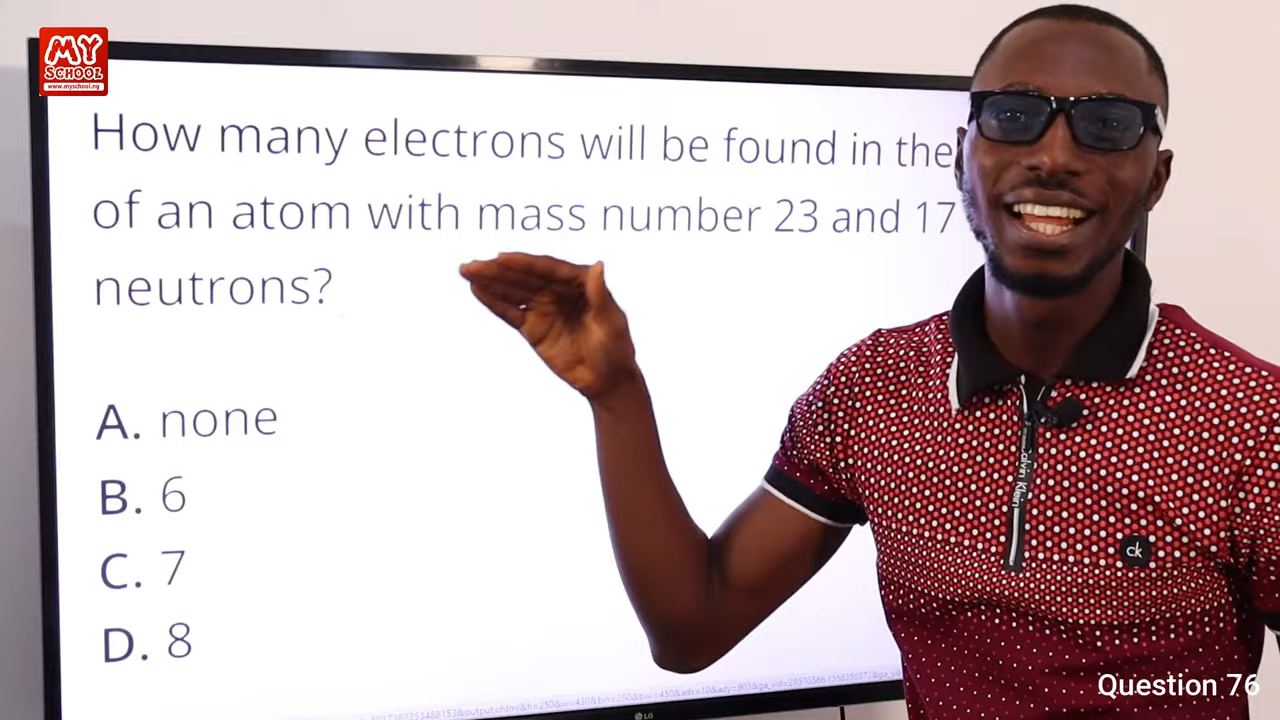 MY
SCHOOL
www.myschool.ng
How many electrons will be found in the
of an atom with mass number 23 and 17
neutrons?
A. none
B. 6
C. 7
D. 8
Calvin Klein
ck
LG
Question 76